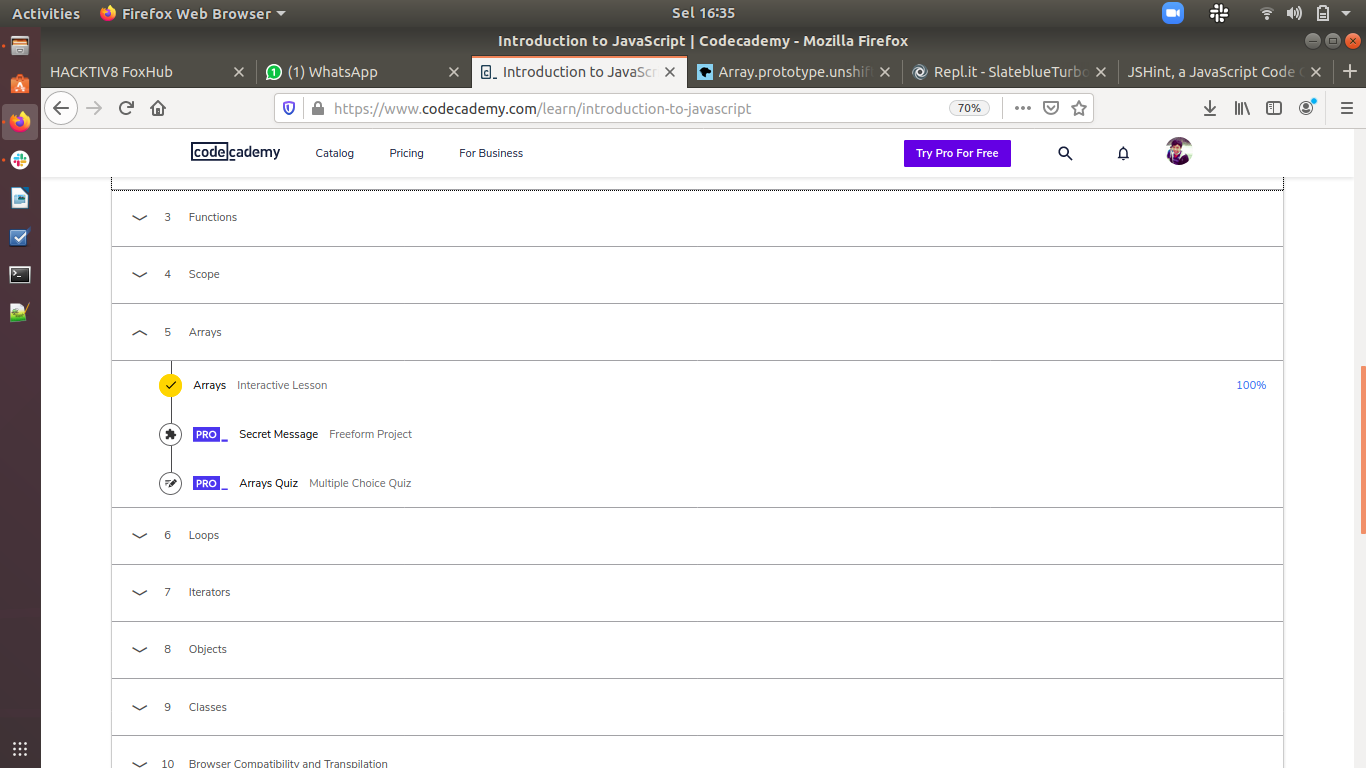 Activities Firefox Web Browser Sel 16:35
Introduction to JavaScript | Codecademy - Mozilla Firefox
HACKTIV8 FoxHub (1) WhatsApp Introduction to JavaSc Array.prototype.unshif Repl.it - SlateblueTurbo JSHint, a JavaScript Code
https://www.codecademy.com/learn/introduction-to-javascript 70%
codecademy Catalog Pricing For Business Try Pro For Free
3 Functions
4 Scope
5 Arrays
Arrays Interactive Lesson 100%
PRO_ Secret Message Freeform Project
PRO_ Arrays Quiz Multiple Choice Quiz
6 Loops
7 Iterators
8 Objects
9 Classes
10 Browser Compatibility and Transpilation